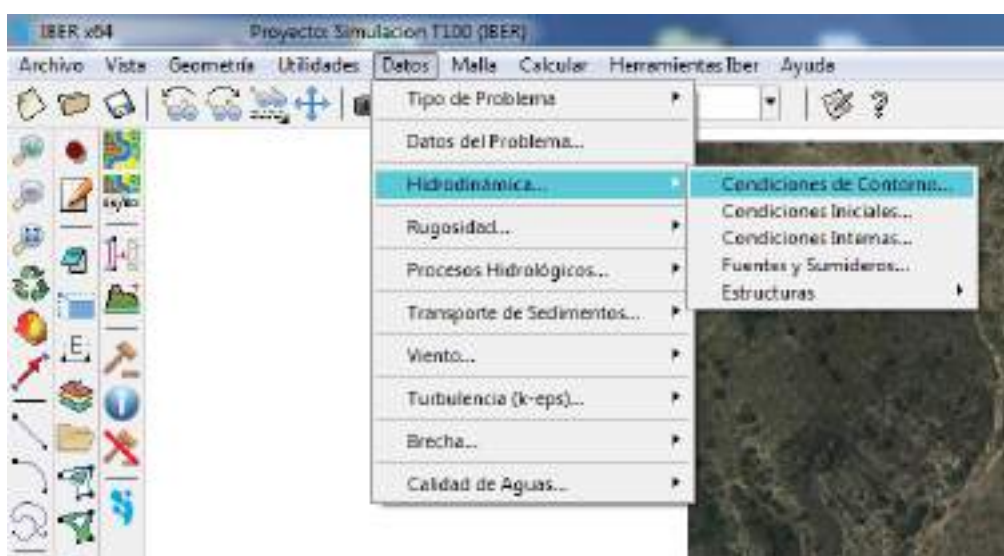 IBER x64 Proyecto: Simulacion T100 (IBER)
Archivo Vista Geometría Utilidades Datos Malla Calcular Herramientas Iber Ayuda
Tipo de Problema
Datos del Problema...
Hidrodinámica...
Condiciones de Contorno...
Condiciones Iniciales...
Condiciones Internas...
Fuentes y Sumideros...
Estructuras
Rugosidad...
Procesos Hidrológicos...
Transporte de Sedimentos...
Viento...
Turbulencia (k-eps)...
Brecha...
Calidad de Aguas...
E